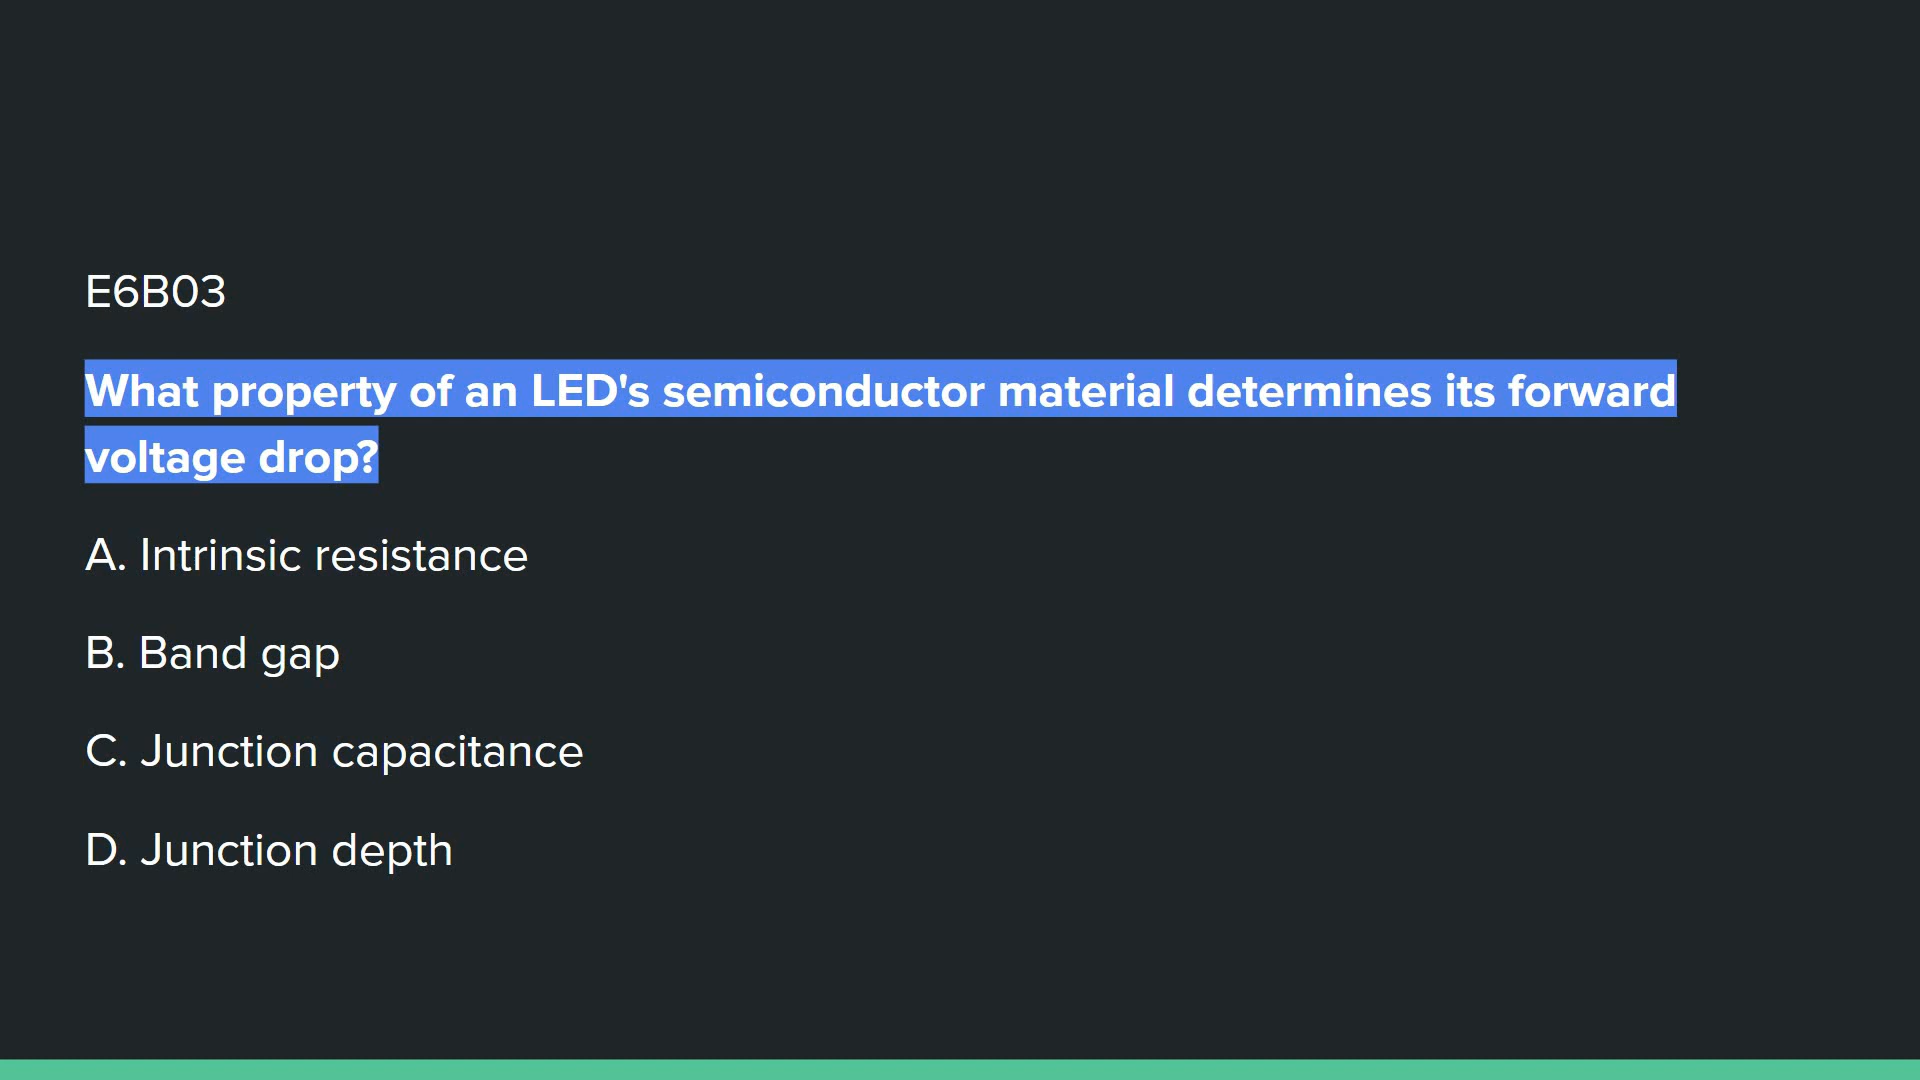 E6B03
What property of an LED's semiconductor material determines its forward
voltage drop?
A. Intrinsic resistance
B. Band gap
C. Junction capacitance
D. Junction depth